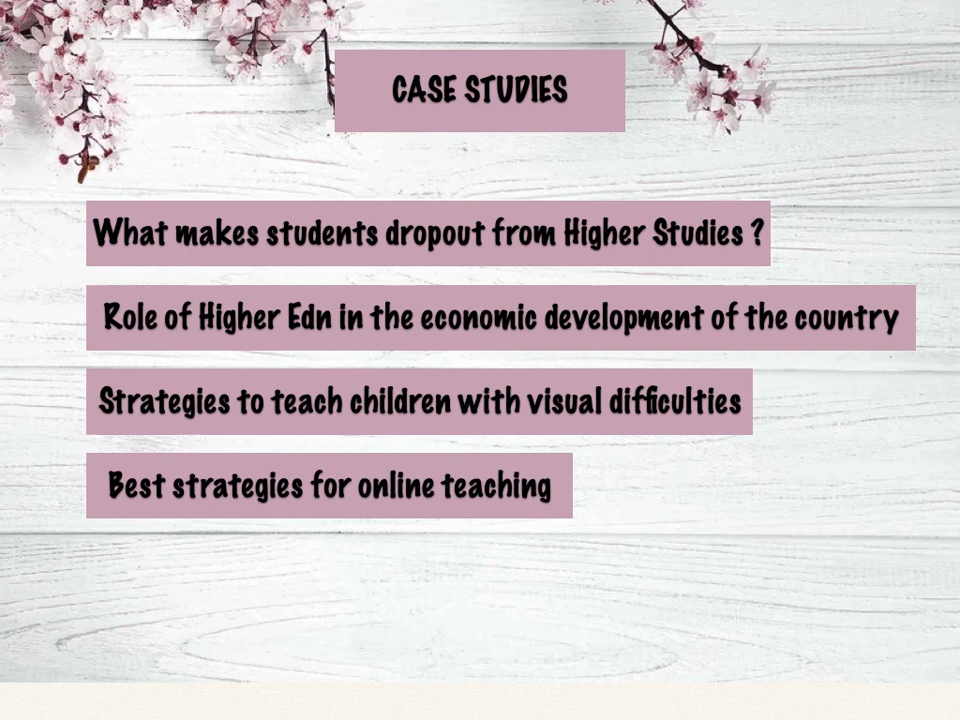 CASE STUDIES
What makes students dropout from Higher Studies ?
Role of Higher Edn in the economic development of the country
Strategies to teach children with visual difficulties
Best strategies for online teaching